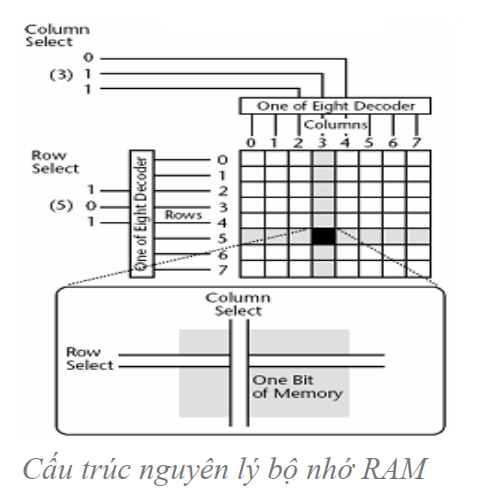 Column
Select
0
(3) 1
1
One of Eight Decoder
Columns
0 1 2 3 4 5 6 7
Row
Select
1
(5) 0
1
One of Eight Decoder
Rows
0
1
2
3
4
5
6
7
Column
Select
Row
Select
One Bit
of Memory
Cấu trúc nguyên lý bộ nhớ RAM